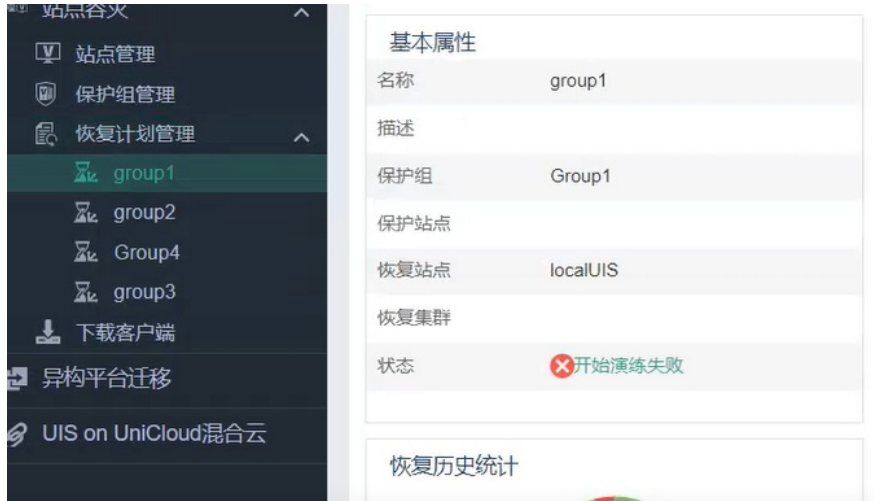 站点容灾
站点管理
保护组管理
恢复计划管理
group1
group2
Group4
group3
下载客户端
异构平台迁移
UIS on UniCloud混合云
基本属性
名称 group1
描述
保护组 Group1
保护站点
恢复站点 localUIS
恢复集群
状态 开始演练失败
恢复历史统计